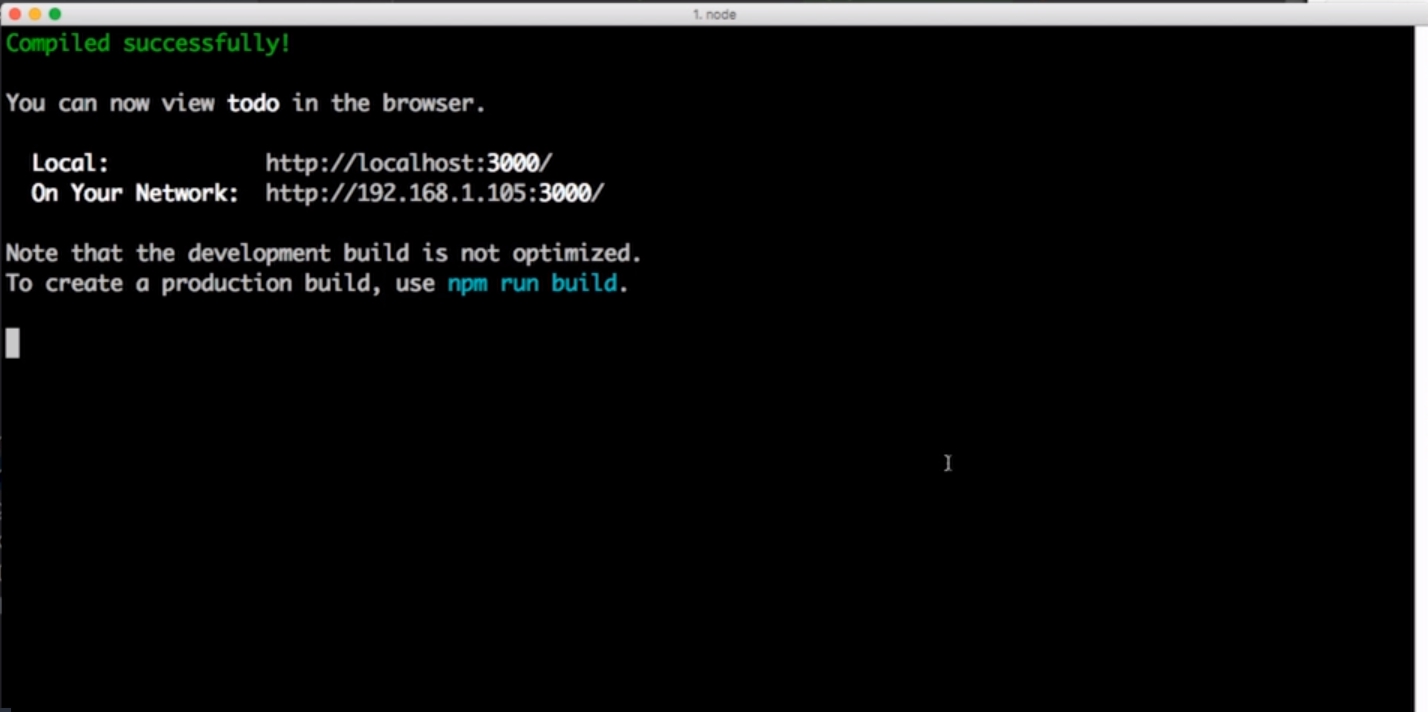 1. node
Compiled successfully!
You can now view todo in the browser.
Local: http://localhost:3000/
On Your Network: http://192.168.1.105:3000/
Note that the development build is not optimized.
To create a production build, use npm run build.